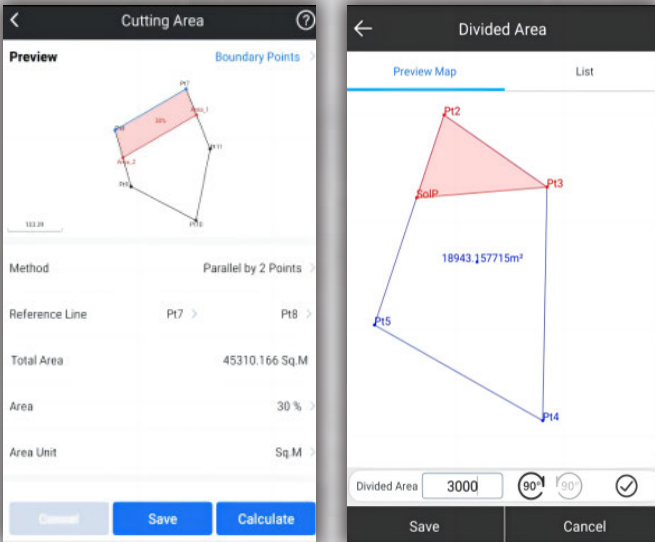 Cutting Area
?
Preview
Boundary Points
Pt7
Pt8
Area_1
30%
Area_2
Pt11
Pt9
Pt10
Method
Parallel by 2 Points
Reference Line
Pt7
Pt8
Total Area
45310.166 Sq.M
Area
30 %
Area Unit
Sq.M
Cancel
Save
Calculate
Divided Area
Preview Map
List
Pt2
Pt3
SolP
18943.157715m²
Pt5
Pt4
Divided Area
3000
90°
90°
Save
Cancel